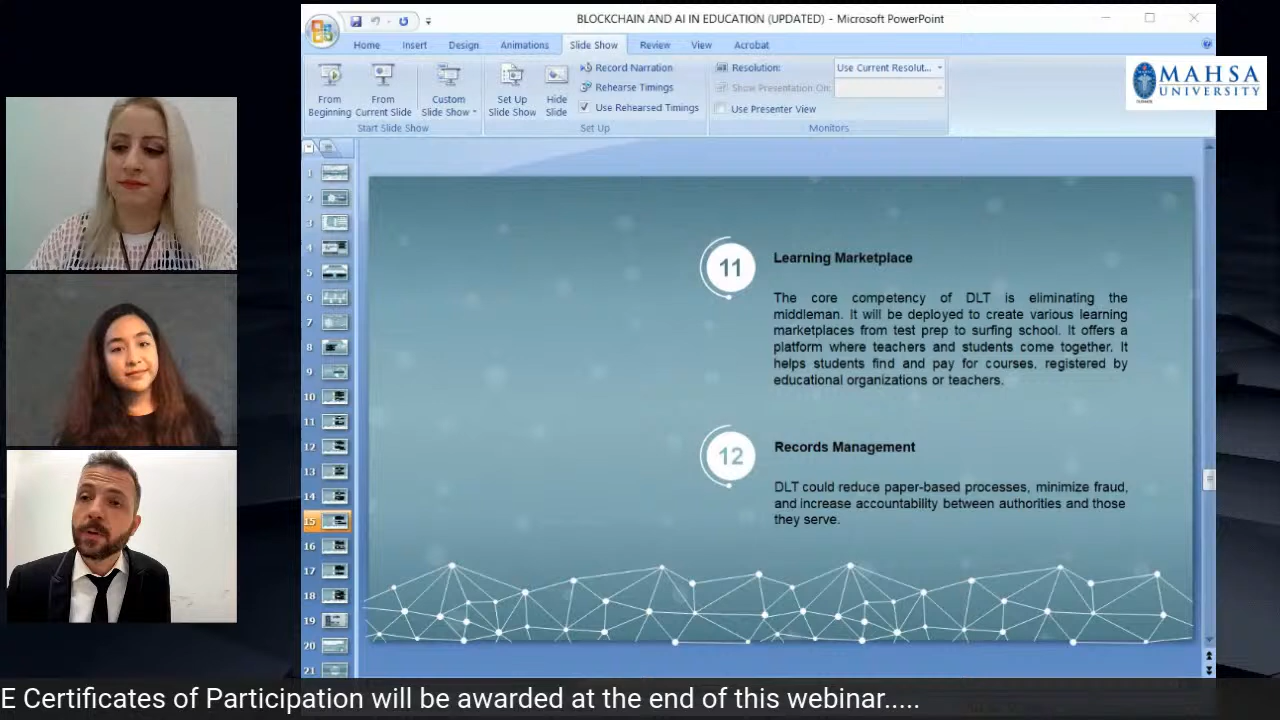 BLOCKCHAIN AND AI IN EDUCATION (UPDATED) - Microsoft PowerPoint
Home Insert Design Animations Slide Show Review View Acrobat
From Beginning
From Current Slide
Custom Slide Show
Start Slide Show
Set Up Slide Show
Hide Slide
Record Narration
Rehearse Timings
Use Rehearsed Timings
Set Up
Resolution:
Use Current Resolut...
Show Presentation On:
Use Presenter View
Monitors
MAHSA
UNIVERSITY
1
2
3
4
5
6
7
8
9
10
11
12
13
14
15
16
17
18
19
20
21
11
Learning Marketplace
The core competency of DLT is eliminating the
middleman. It will be deployed to create various learning
marketplaces from test prep to surfing school. It offers a
platform where teachers and students come together. It
helps students find and pay for courses, registered by
educational organizations or teachers.
12
Records Management
DLT could reduce paper-based processes, minimize fraud,
and increase accountability between authorities and those
they serve.
E Certificates of Participation will be awarded at the end of this webinar.....